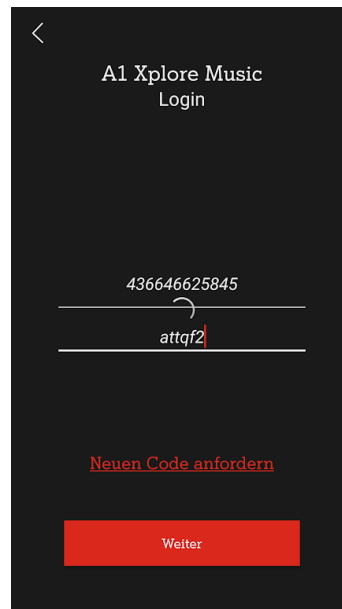 A1 Xplore Music
Login
436646625845
attqf2
Neuen Code anfordern
Weiter